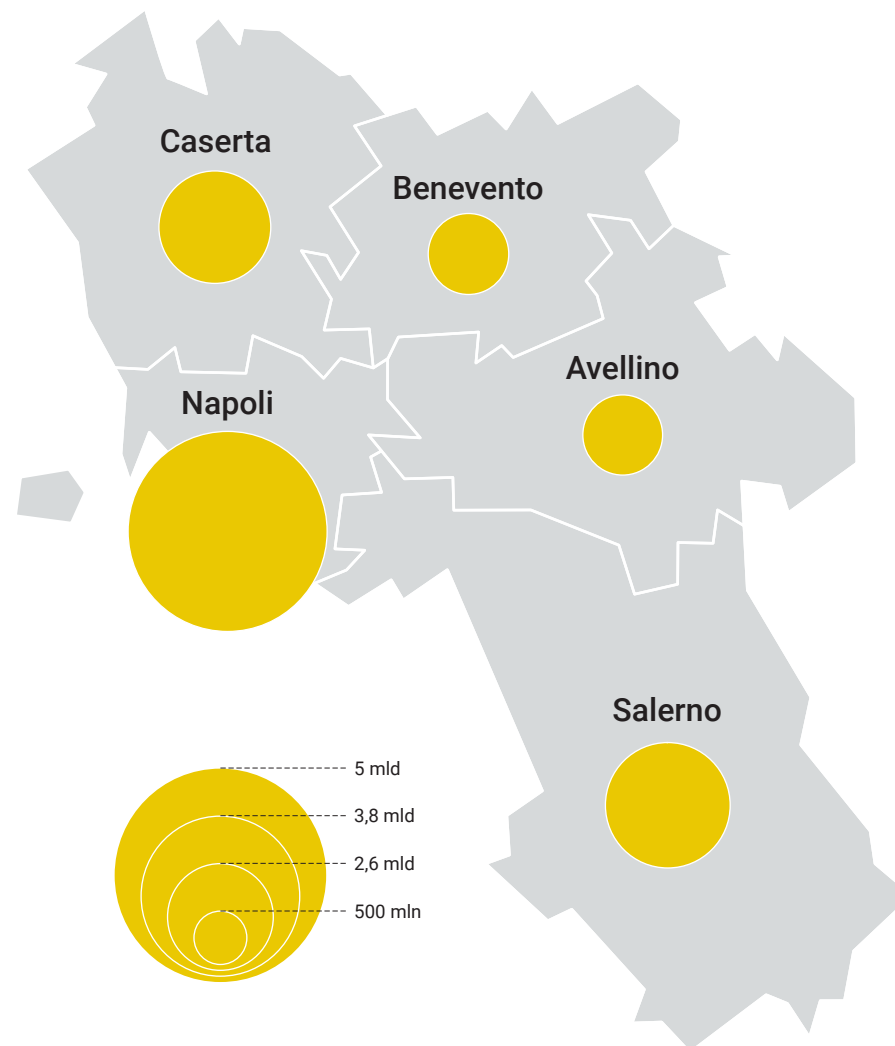 Caserta
Benevento
Avellino
Napoli
Salerno
5 mld
3,8 mld
2,6 mld
500 mln